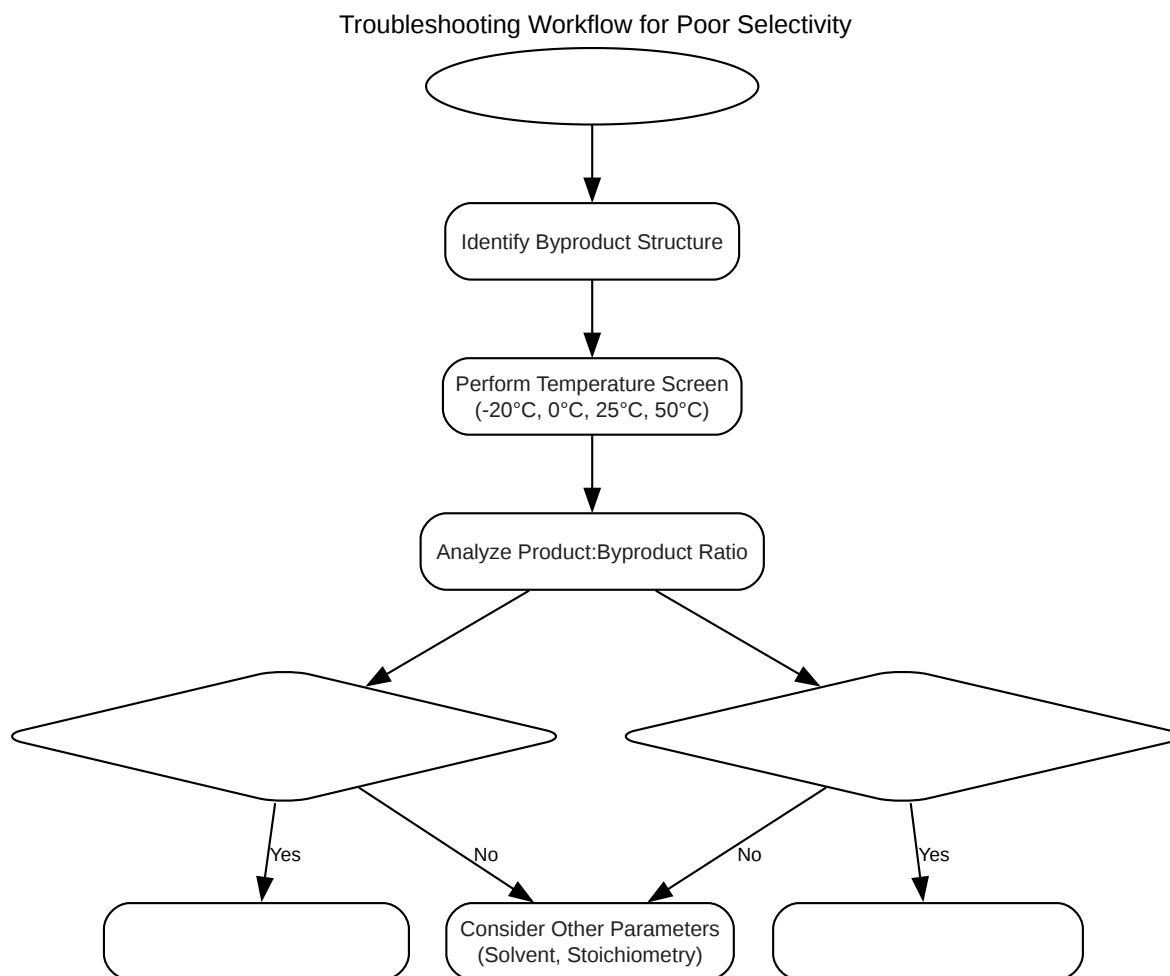 Troubleshooting Workflow for Poor Selectivity
Identify Byproduct Structure
Perform Temperature Screen
(-20°C, 0°C, 25°C, 50°C)
Analyze Product:Byproduct Ratio
Yes
No
No
Yes
Consider Other Parameters
(Solvent, Stoichiometry)